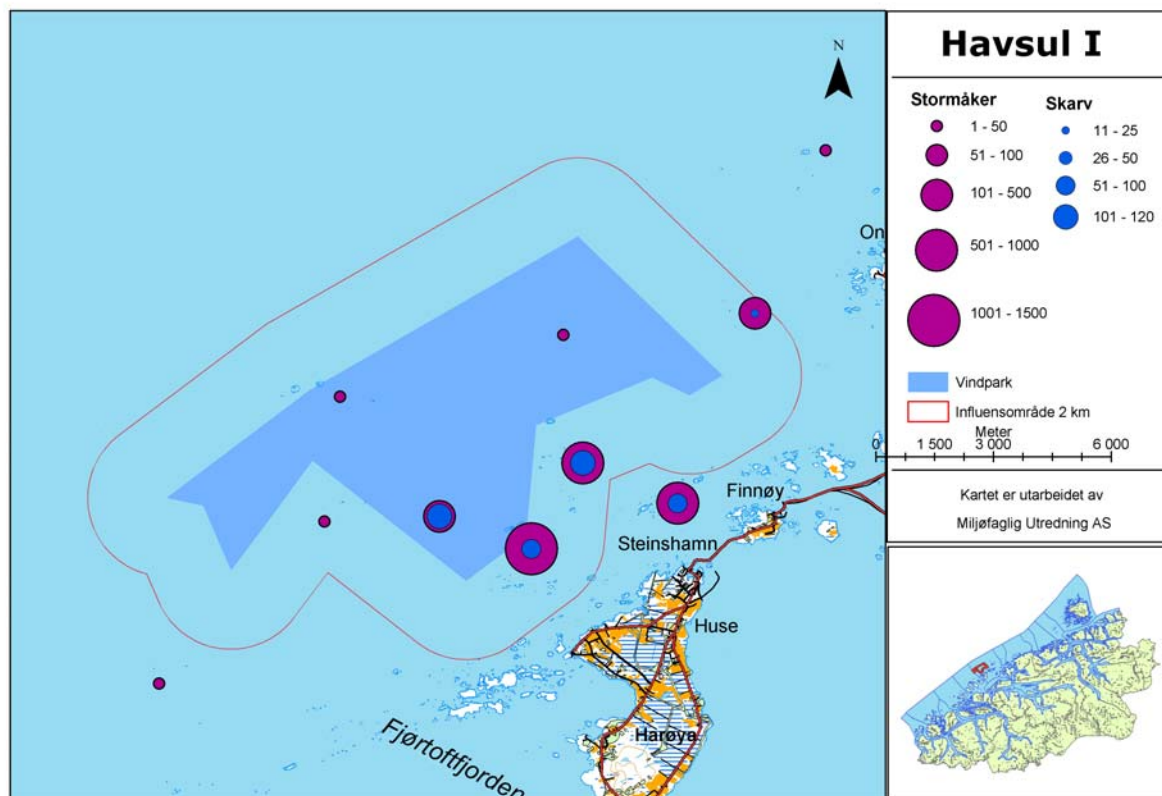 N
On
Finnøy
Steinshamn
Huse
Harøya
Fjørtoftfjorden
Havsul I
Stormåker
1 - 50
51 - 100
101 - 500
501 - 1000
1001 - 1500
Skarv
11 - 25
26 - 50
51 - 100
101 - 120
Vindpark
Influensområde 2 km
Meter
0 1 500 3 000 6 000
Kartet er utarbeidet av
Miljøfaglig Utredning AS